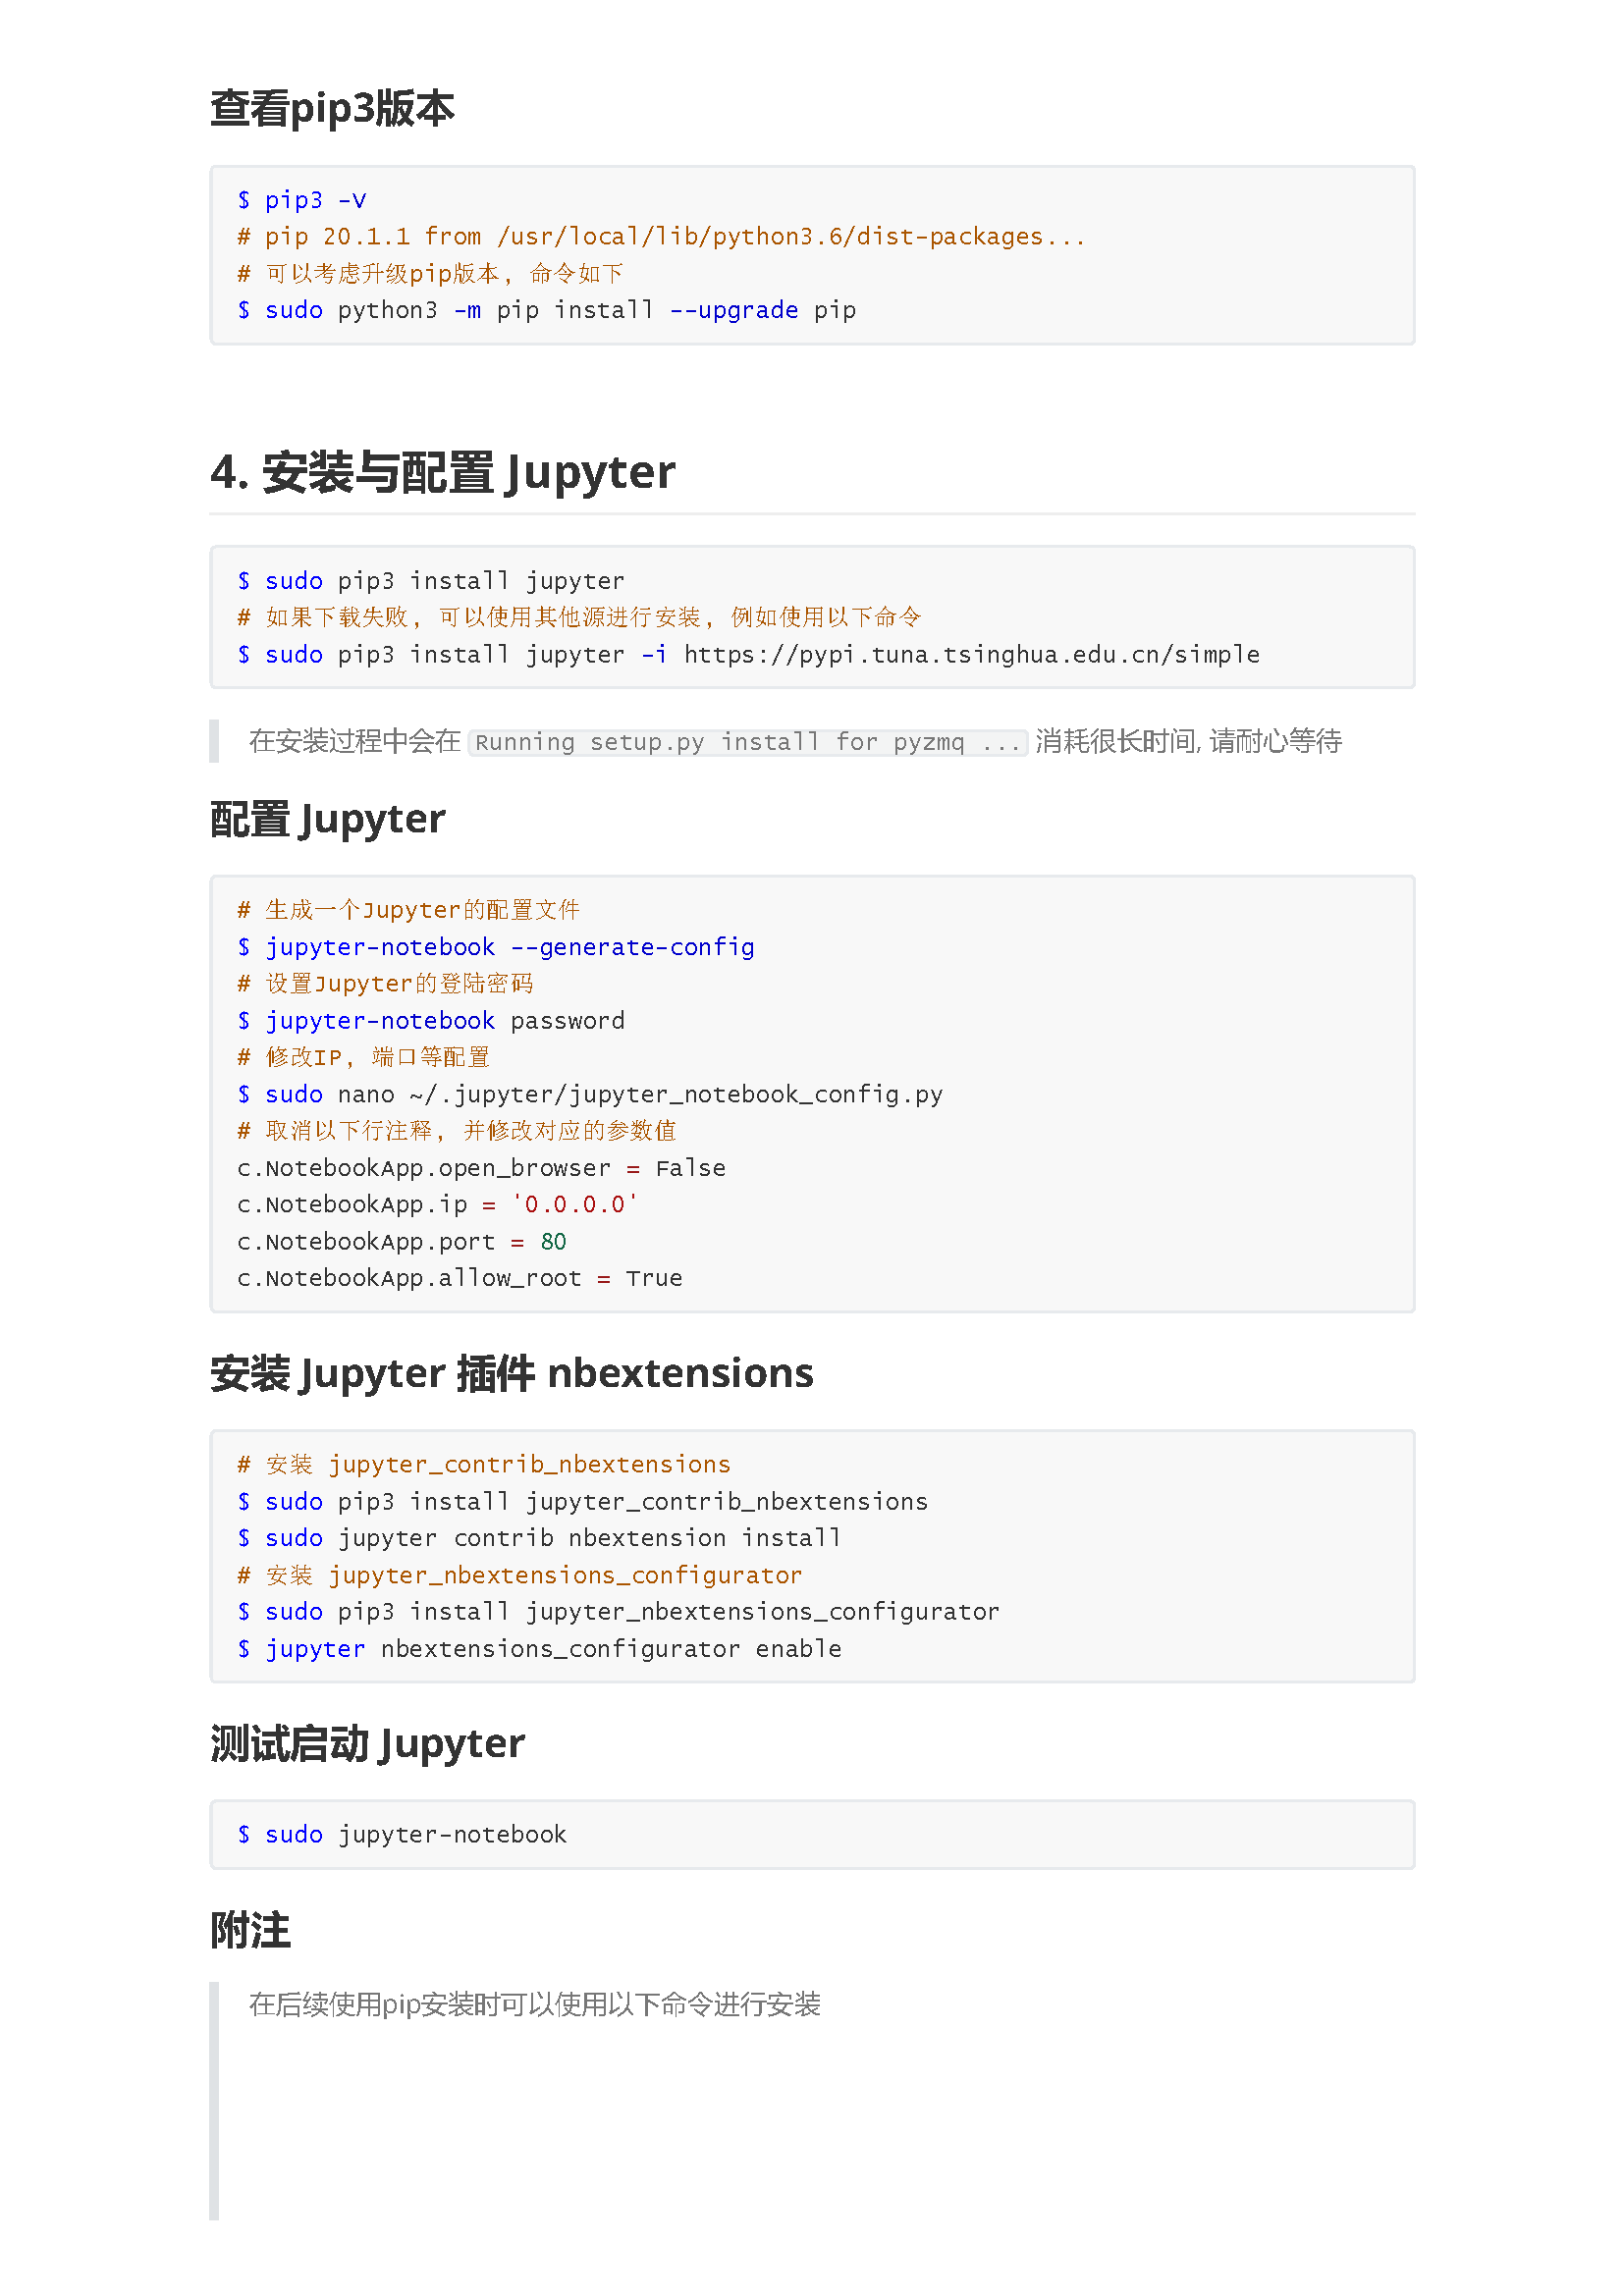 查看pip3版本
$ pip3 -V
# pip 20.1.1 from /usr/local/lib/python3.6/dist-packages...
# 可以考虑升级pip版本, 命令如下
$ sudo python3 -m pip install --upgrade pip
4. 安装与配置 Jupyter
$ sudo pip3 install jupyter
# 如果下载失败, 可以使用其他源进行安装, 例如使用以下命令
$ sudo pip3 install jupyter -i https://pypi.tuna.tsinghua.edu.cn/simple
在安装过程中会在 Running setup.py install for pyzmq ... 消耗很长时间, 请耐心等待
配置 Jupyter
# 生成一个Jupyter的配置文件
$ jupyter-notebook --generate-config
# 设置Jupyter的登陆密码
$ jupyter-notebook password
# 修改IP, 端口等配置
$ sudo nano ~/.jupyter/jupyter_notebook_config.py
# 取消以下行注释, 并修改对应的参数值
c.NotebookApp.open_browser = False
c.NotebookApp.ip = '0.0.0.0'
c.NotebookApp.port = 80
c.NotebookApp.allow_root = True
安装 Jupyter 插件 nbextensions
# 安装 jupyter_contrib_nbextensions
$ sudo pip3 install jupyter_contrib_nbextensions
$ sudo jupyter contrib nbextension install
# 安装 jupyter_nbextensions_configurator
$ sudo pip3 install jupyter_nbextensions_configurator
$ jupyter nbextensions_configurator enable
测试启动 Jupyter
$ sudo jupyter-notebook
附注
在后续使用pip安装时可以使用以下命令进行安装